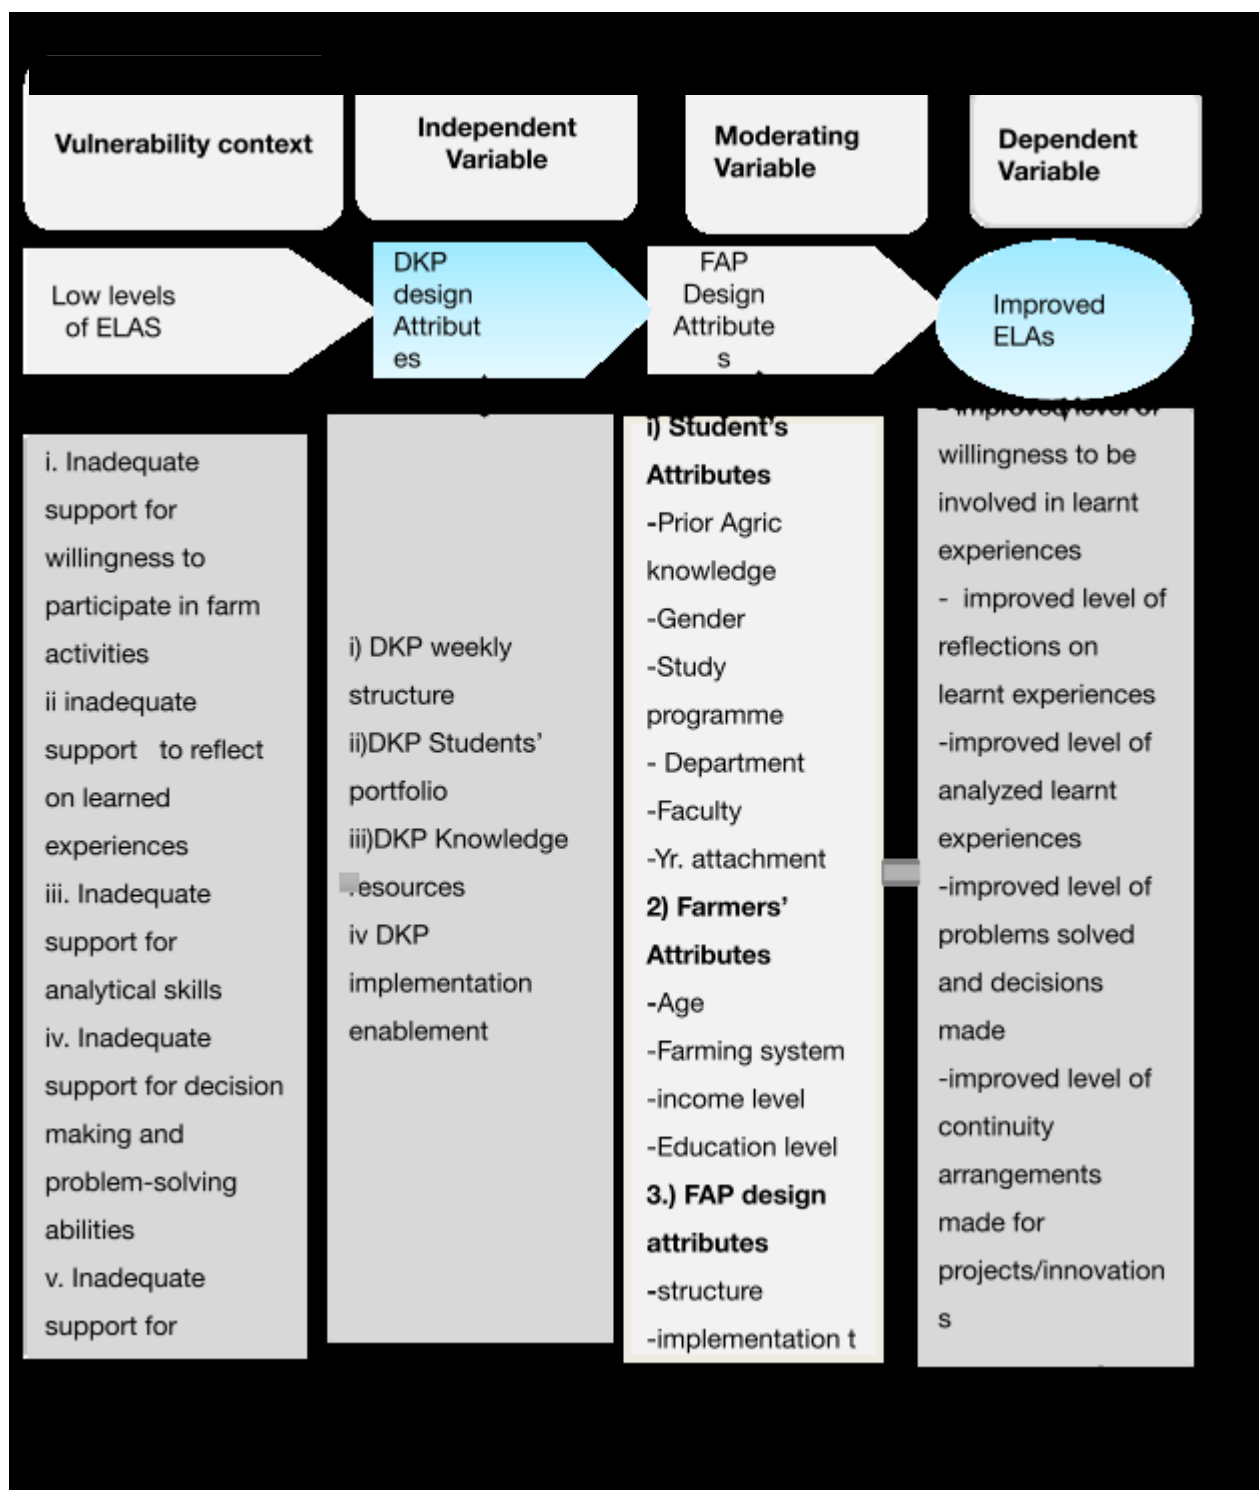 Vulnerability context
Independent
Variable
Moderating
Variable
Dependent
Variable
Low levels
of ELAS
DKP
design
Attribut
es
FAP
Design
Attribute
s
Improved
ELAs
i. Inadequate
support for
willingness to
participate in farm
activities
ii inadequate
support to reflect
on learned
experiences
iii. Inadequate
support for
analytical skills
iv. Inadequate
support for decision
making and
problem-solving
abilities
v. Inadequate
support for
i) DKP weekly
structure
ii)DKP Students’
portfolio
iii)DKP Knowledge
resources
iv DKP
implementation
enablement
i) Student’s
Attributes
-Prior Agric
knowledge
-Gender
-Study
programme
- Department
-Faculty
-Yr. attachment
2) Farmers’
Attributes
-Age
-Farming system
-income level
-Education level
3.) FAP design
attributes
-structure
-implementation t
- improved level of
willingness to be
involved in learnt
experiences
- improved level of
reflections on
learnt experiences
-improved level of
analyzed learnt
experiences
-improved level of
problems solved
and decisions
made
-improved level of
continuity
arrangements
made for
projects/innovation
s